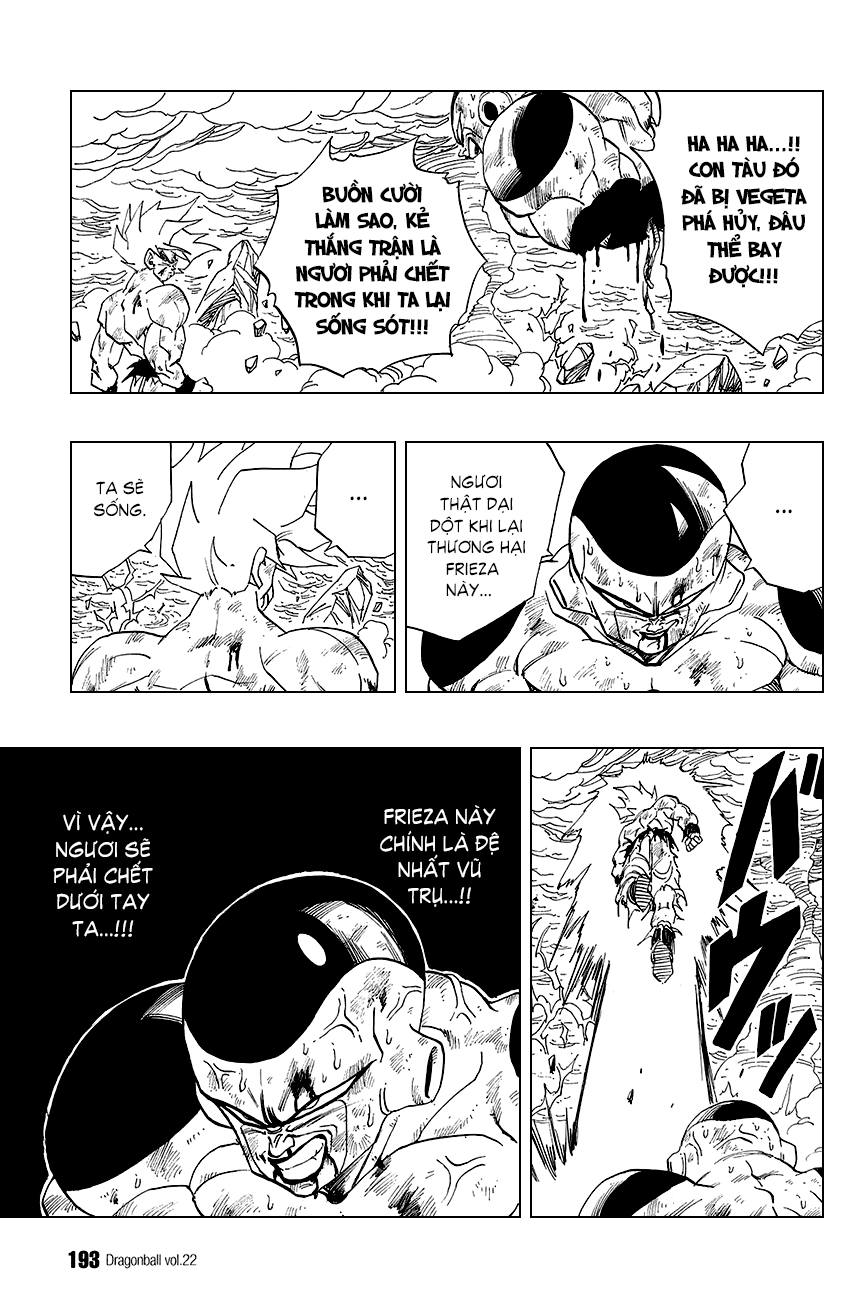 HA HA HA...!!
CON TÀU ĐÓ
ĐÃ BỊ VEGETA
PHÁ HỦY, ĐÂU
THỂ BAY
ĐƯỢC!!!
BUỒN CƯỜI
LÀM SAO, KẺ
THẮNG TRẬN LÀ
NGƯƠI PHẢI CHẾT
TRONG KHI TA LẠI
SỐNG SÓT!!!
...
NGƯƠI
THẬT DẠI
DỘT KHI LẠI
THƯƠNG HẠI
FRIEZA
NÀY...
...
TA SẼ
SỐNG.
FRIEZA NÀY
CHÍNH LÀ ĐỆ
NHẤT VŨ
TRỤ...!!
VÌ VẬY...
NGƯƠI SẼ
PHẢI CHẾT
DƯỚI TAY
TA...!!!
193 Dragonball vol.22